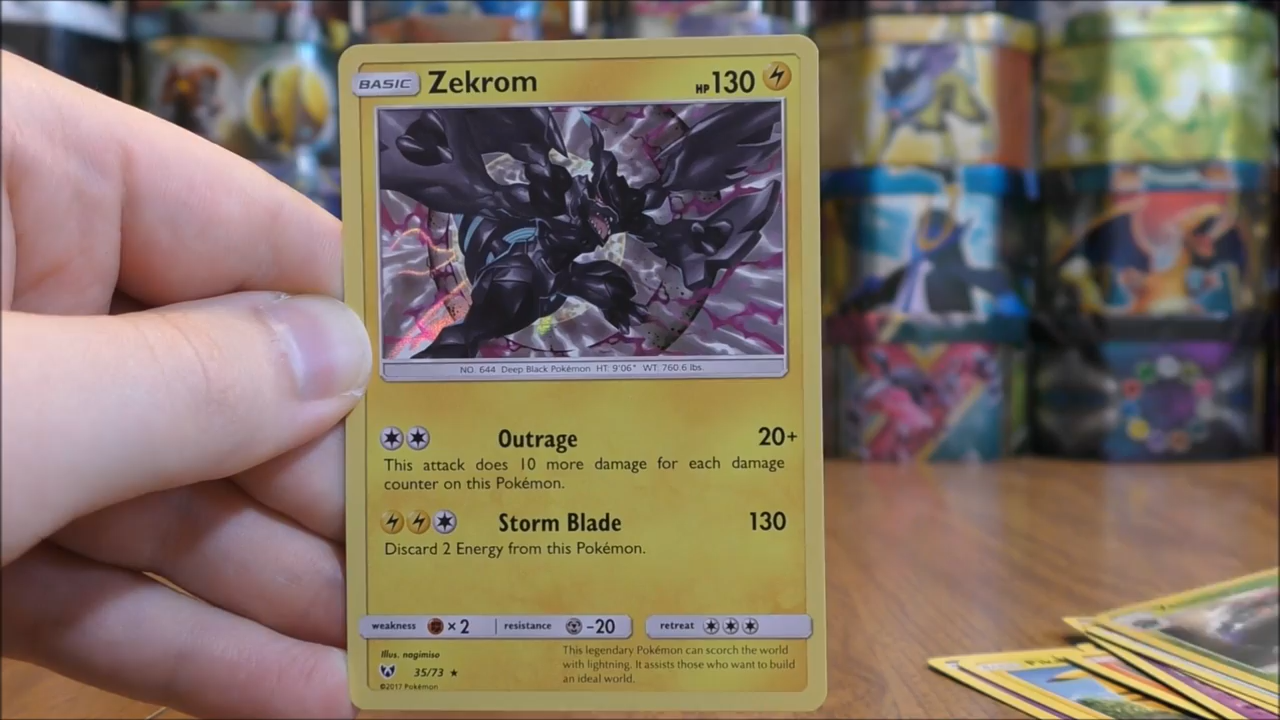 BASIC Zekrom HP 130
NO. 644 Deep Black Pokémon HT: 9'06" WT: 760.6 lbs.
Outrage 20+
This attack does 10 more damage for each damage
counter on this Pokémon.
Storm Blade 130
Discard 2 Energy from this Pokémon.
weakness ×2 resistance -20 retreat
Illus. nagimiso
35/73
©2017 Pokémon
This legendary Pokémon can scorch the world
with lightning. It assists those who want to build
an ideal world.